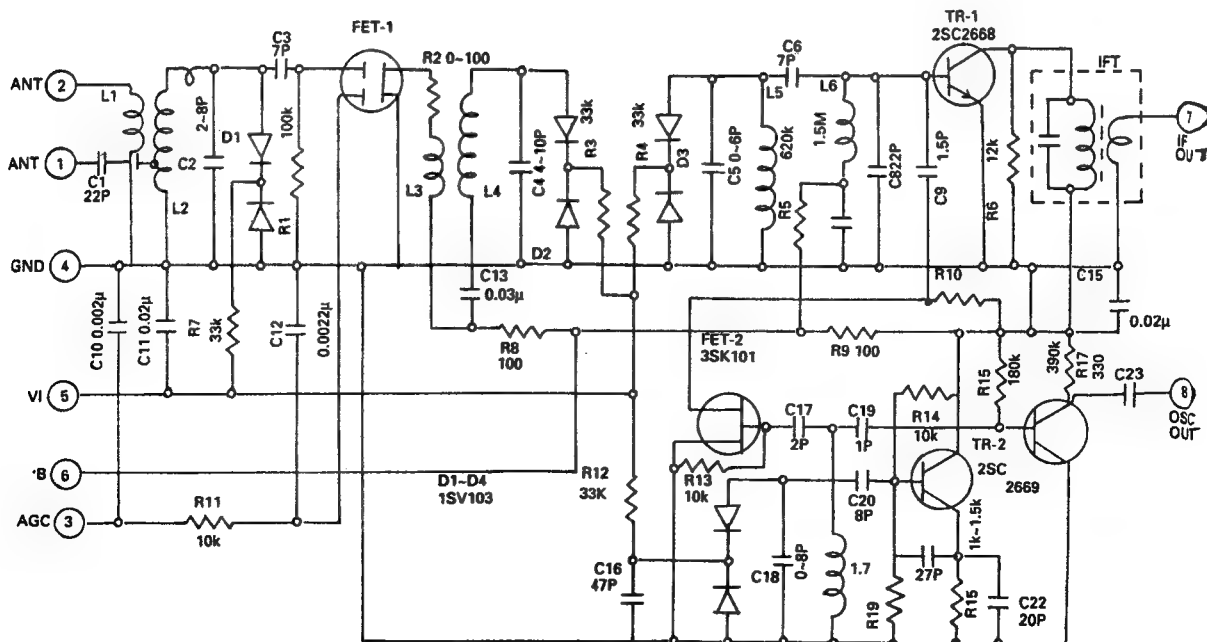 FET-1
TR-1
2SC2668
C3
7P
R2 0~100
C6
7P
L6
IFT
ANT 2
L1
2~8P
D1
100k
33k
33k
L5
1.5M
7
IF
OUT
ANT 1
C1
22P
C2
L2
R1
L3
L4
C4 4~10P
R3
R4
D3
C5 0~6P
620k
R5
C822P
1.5P
C9
R6
12k
GND 4
D2
C13
0.03μ
R10
C15
0.02μ
C10 0.002μ
C11 0.02μ
R7
33k
C12
0.0022μ
R8
100
FET-2
3SK101
R9 100
R15
180k
390k
R17
330
C23
VI 5
8
OSC
OUT
C17
2P
C19
1P
R14
10k
TR-2
2SC
2669
·B 6
D1~D4
1SV103
R12
33K
R13
10k
C20
8P
1k~1.5k
AGC 3
R11
10k
C16
47P
C18
0~8P
1.7
R19
27P
R15
C22
20P